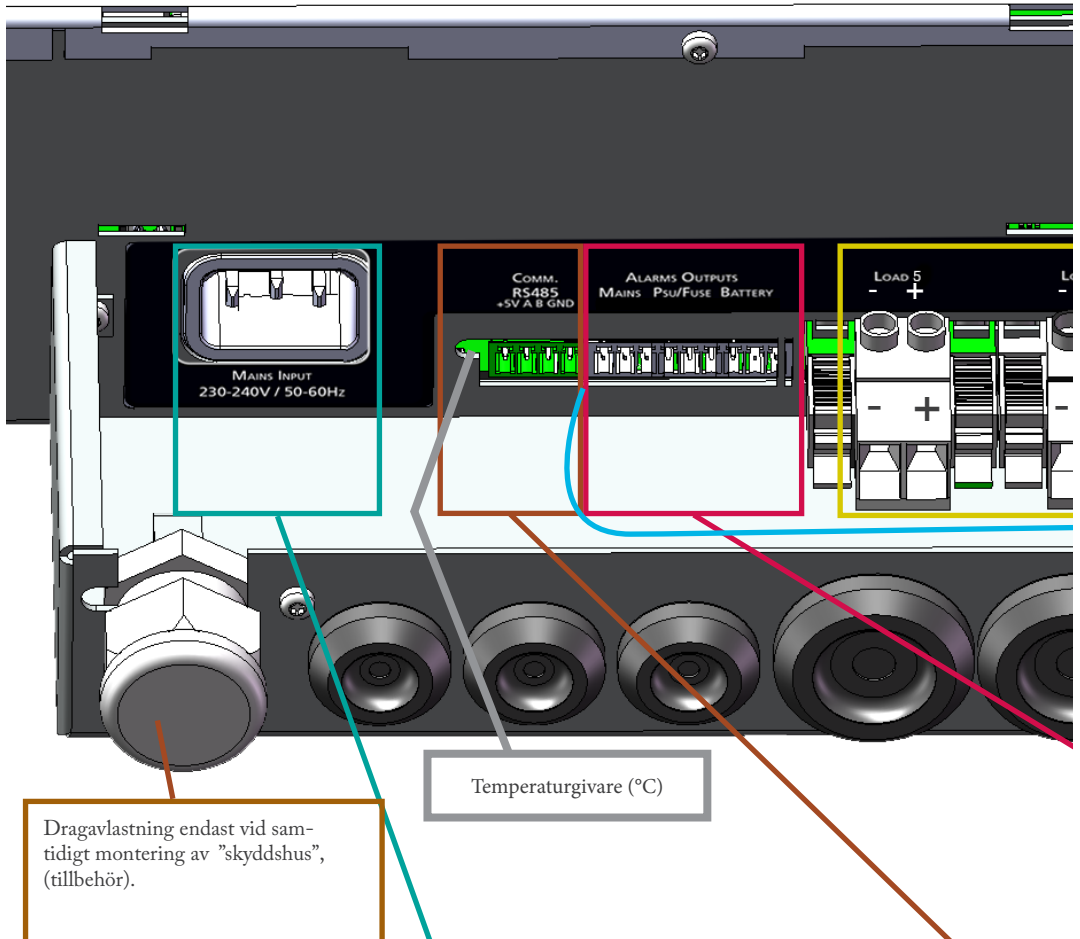 COMM.
RS485
+5V A B GND
ALARMS OUTPUTS
MAINS PSU/FUSE BATTERY
LOAD 5
- +
LO
-
MAINS INPUT
230-240V / 50-60HZ
- +
-
Temperaturgivare (°C)
Dragavlastning endast vid sam-
tidigt montering av ”skyddshus”,
(tillbehör).